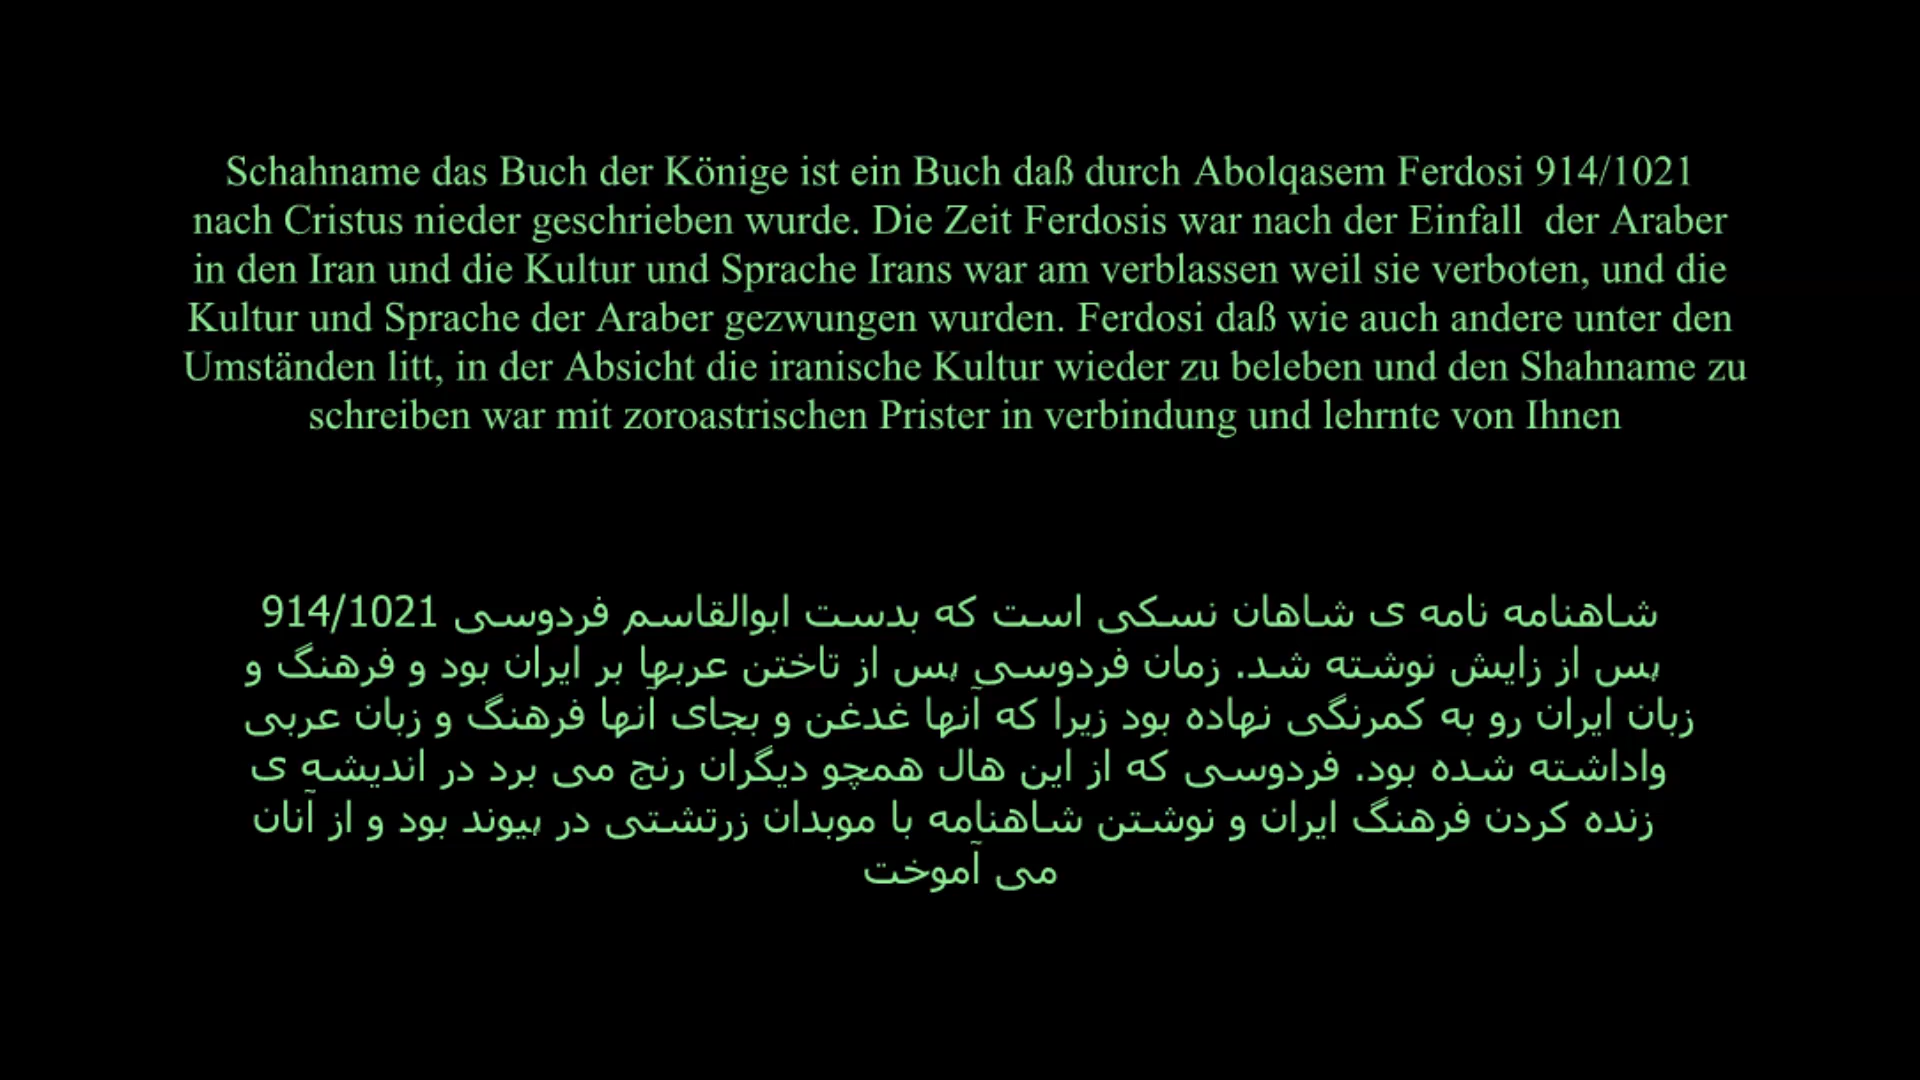 Schahname das Buch der Könige ist ein Buch daß durch Abolqasem Ferdosi 914/1021
nach Cristus nieder geschrieben wurde. Die Zeit Ferdosis war nach der Einfall  der Araber
in den Iran und die Kultur und Sprache Irans war am verblassen weil sie verboten, und die
Kultur und Sprache der Araber gezwungen wurden. Ferdosi daß wie auch andere unter den
Umständen litt, in der Absicht die iranische Kultur wieder zu beleben und den Shahname zu
schreiben war mit zoroastrischen Prister in verbindung und lehrnte von Ihnen
شاهنامه نامه ی شاهان نسکی است که بدست ابوالقاسم فردوسی 914/1021
پس از زایش نوشته شد. زمان فردوسی پس از تاختن عربها بر ایران بود و فرهنگ و
زبان ایران رو به کمرنگی نهاده بود زیرا که آنها غدغن و بجای آنها فرهنگ و زبان عربی
واداشته شده بود. فردوسی که از این هال همچو دیگران رنج می برد در اندیشه ی
زنده کردن فرهنگ ایران و نوشتن شاهنامه با موبدان زرتشتی در پیوند بود و از آنان
می آموخت